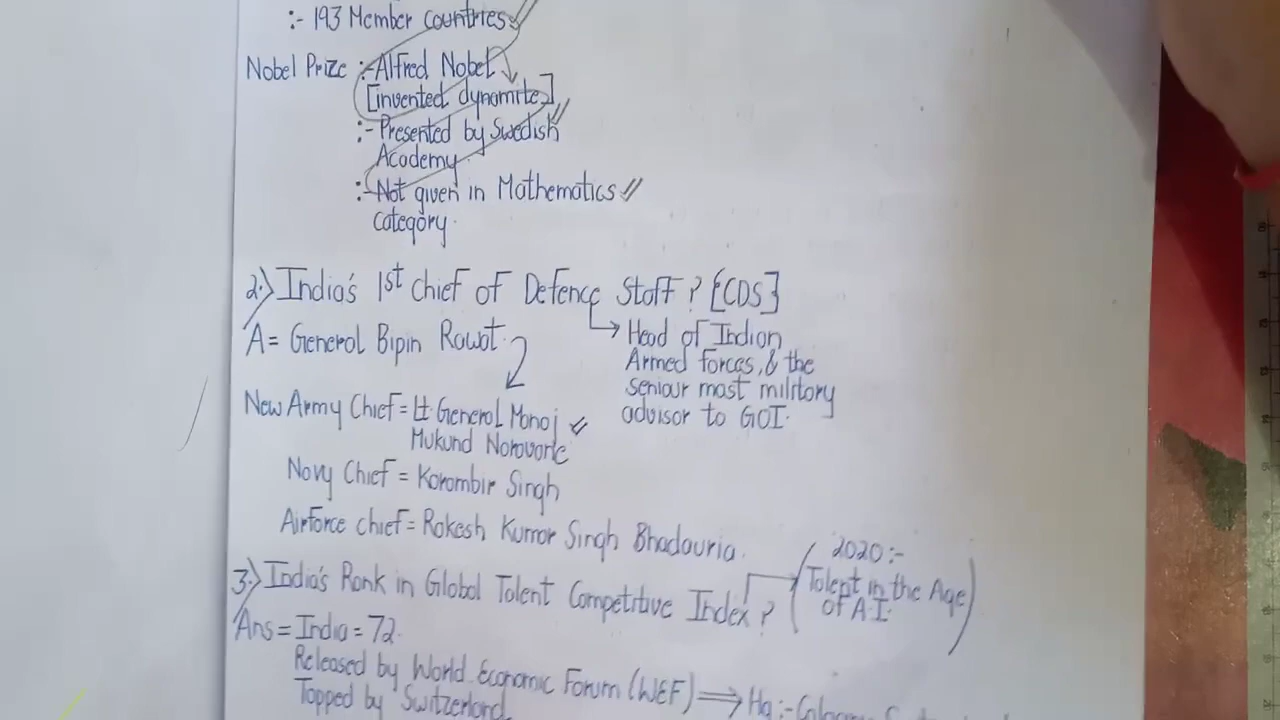 :- 193 Member countries
Nobel Prize :- Alfred Nobel
[invented dynamite]
:- Presented by Swedish
Academy.
:- Not given in Mathematics
category.
2.) India's 1st Chief of Defence Staff? [CDS]
A = General Bipin Rawat.
Head of Indian
Armed forces, & the
seniour most military
advisor to GOI.
New Army Chief = Lt. General Manoj
Mukund Naravane
Navy Chief = Karambir Singh
Airforce chief = Rakesh Kumar Singh Bhadauria.
3.) India's Rank in Global Talent Competitive Index?
(2020:-
Talent in the Age
of A.I.)
Ans = India = 72.
Released by World Economic Forum (WEF) ⇒ Hq :-
Topped by Switzerland.